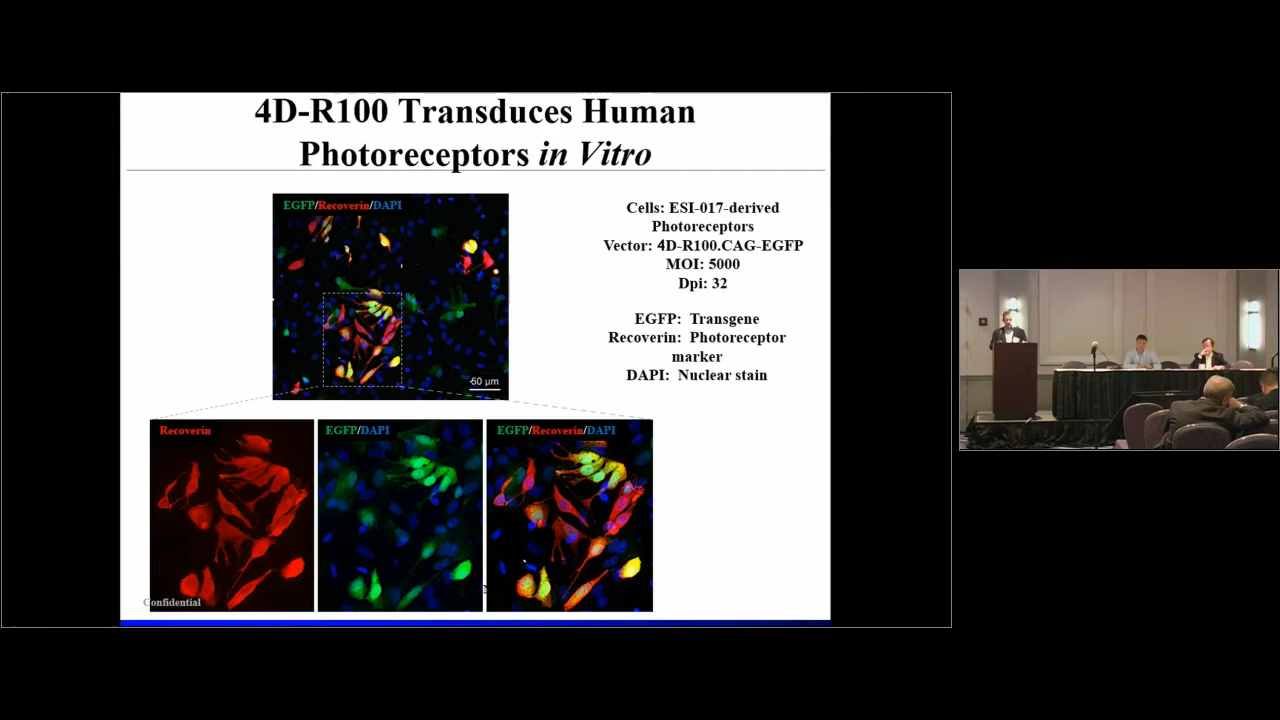 4D-R100 Transduces Human
Photoreceptors in Vitro
EGFP/Recoverin/DAPI
50 µm
Cells: ESI-017-derived
Photoreceptors
Vector: 4D-R100.CAG-EGFP
MOI: 5000
Dpi: 32
EGFP: Transgene
Recoverin: Photoreceptor
marker
DAPI: Nuclear stain
Recoverin
EGFP/DAPI
EGFP/Recoverin/DAPI
Confidential